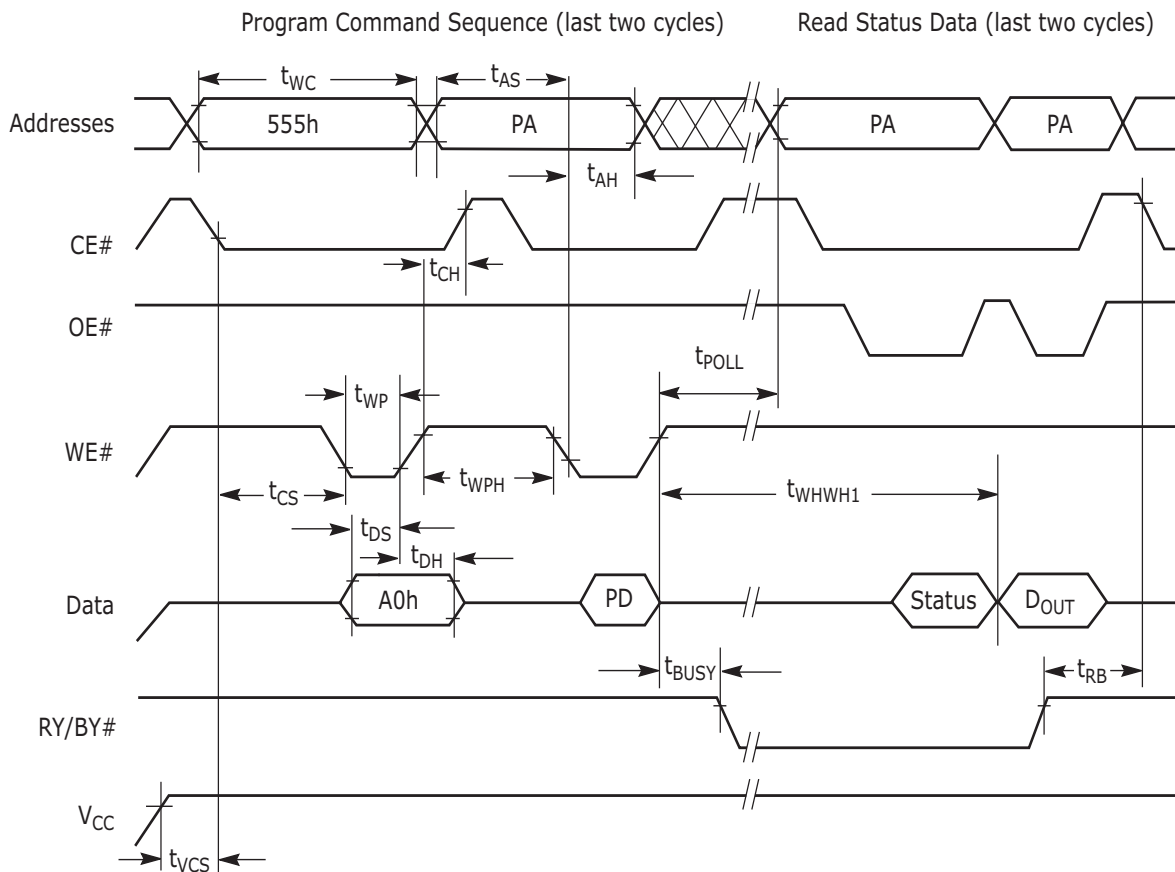 Program Command Sequence (last two cycles) Read Status Data (last two cycles)
tWC tAS
Addresses 555h PA PA PA
tAH
CE#
tCH
OE#
tPOLL
tWP
WE#
tWPH tWHWH1
tCS
tDS
tDH
Data A0h PD Status DOUT
tBUSY tRB
RY/BY#
VCC
tVCS